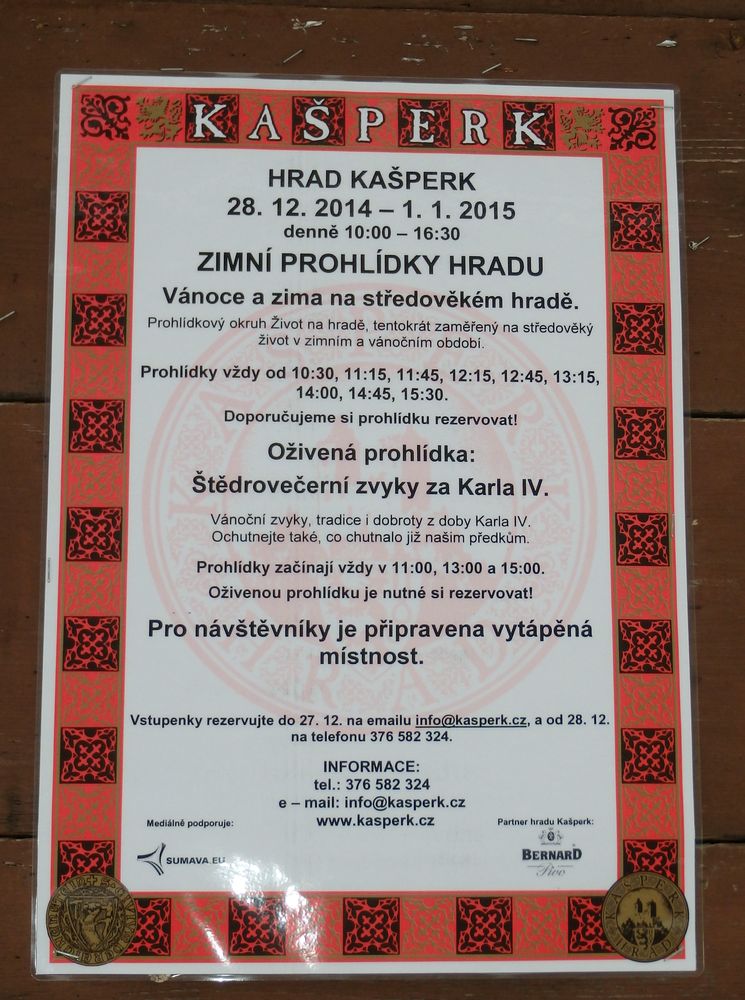 KAŠPERK
HRAD KAŠPERK
28. 12. 2014 – 1. 1. 2015
denně 10:00 – 16:30
ZIMNÍ PROHLÍDKY HRADU
Vánoce a zima na středověkém hradě.
Prohlídkový okruh Život na hradě, tentokrát zaměřený na středověký
život v zimním a vánočním období.
Prohlídky vždy od 10:30, 11:15, 11:45, 12:15, 12:45, 13:15,
14:00, 14:45, 15:30.
Doporučujeme si prohlídku rezervovat!
Oživená prohlídka:
Štědrovečerní zvyky za Karla IV.
Vánoční zvyky, tradice i dobroty z doby Karla IV.
Ochutnejte také, co chutnalo již našim předkům.
Prohlídky začínají vždy v 11:00, 13:00 a 15:00.
Oživenou prohlídku je nutné si rezervovat!
Pro návštěvníky je připravena vytápěná
místnost.
Vstupenky rezervujte do 27. 12. na emailu info@kasperk.cz, a od 28. 12.
na telefonu 376 582 324.
INFORMACE:
tel.: 376 582 324
e – mail: info@kasperk.cz
www.kasperk.cz
Mediálně podporuje:
SUMAVA.EU
Partner hradu Kašperk:
BERNARD
Pivo
KAŠPERK
HRAD